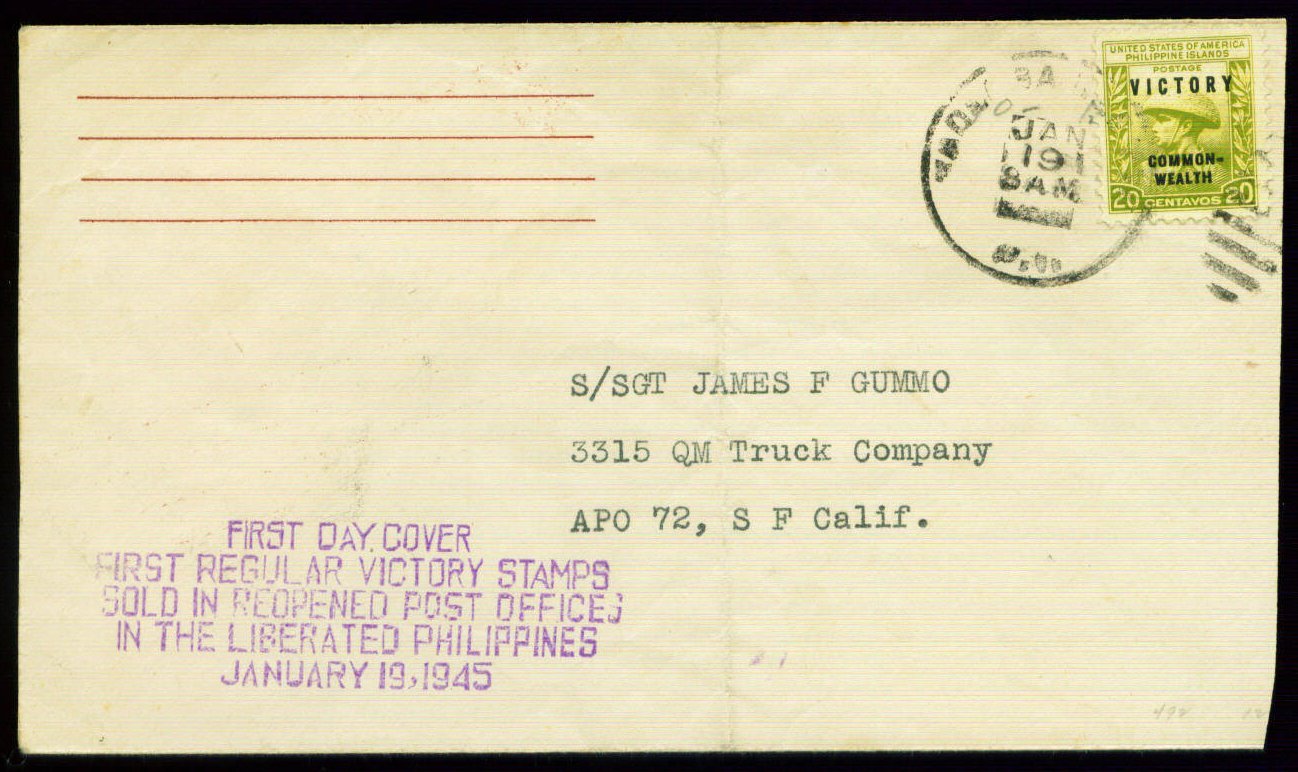 UNITED STATES OF AMERICA
PHILIPPINE ISLANDS
POSTAGE
VICTORY
COMMON-
WEALTH
20 CENTAVOS 20
JAN
19
8 AM
S/SGT JAMES F GUMMO
3315 QM Truck Company
APO 72, S F Calif.
FIRST DAY COVER
FIRST REGULAR VICTORY STAMPS
SOLD IN REOPENED POST OFFICES
IN THE LIBERATED PHILIPPINES
JANUARY 19, 1945